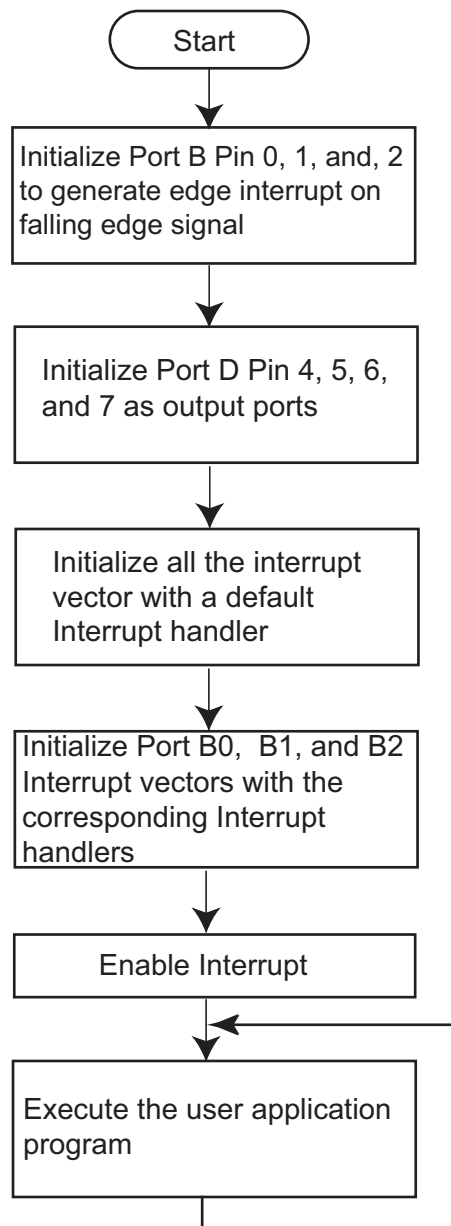 Start
Initialize Port B Pin 0, 1, and, 2
to generate edge interrupt on
falling edge signal
Initialize Port D Pin 4, 5, 6,
and 7 as output ports
Initialize all the interrupt
vector with a default
Interrupt handler
Initialize Port B0, B1, and B2
Interrupt vectors with the
corresponding Interrupt
handlers
Enable Interrupt
Execute the user application
program